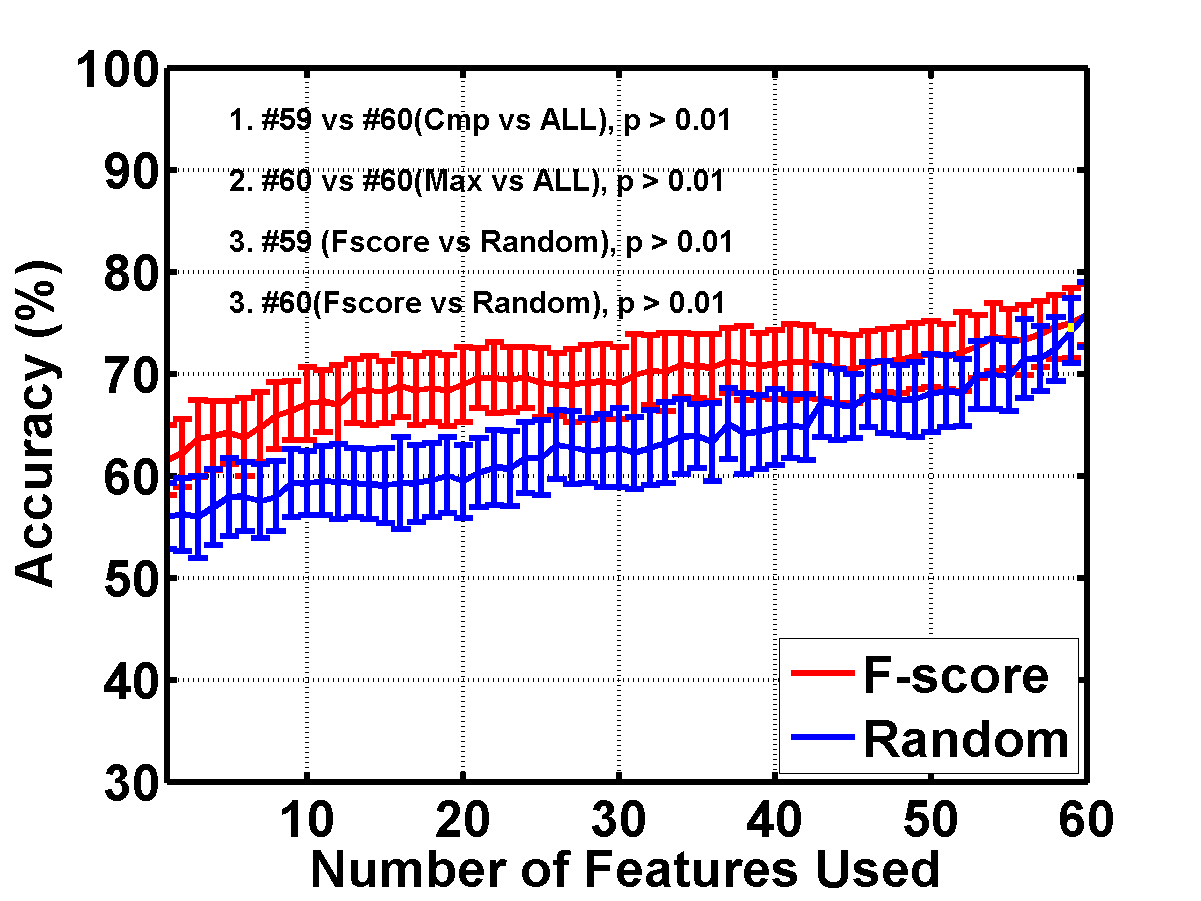 100
1. #59 vs #60(Cmp vs ALL), p > 0.01
90
2. #60 vs #60(Max vs ALL), p > 0.01
3. #59 (Fscore vs Random), p > 0.01
80
3. #60(Fscore vs Random), p > 0.01
70
60
50
40
30
Accuracy (%)
F-score
Random
10 20 30 40 50 60
Number of Features Used